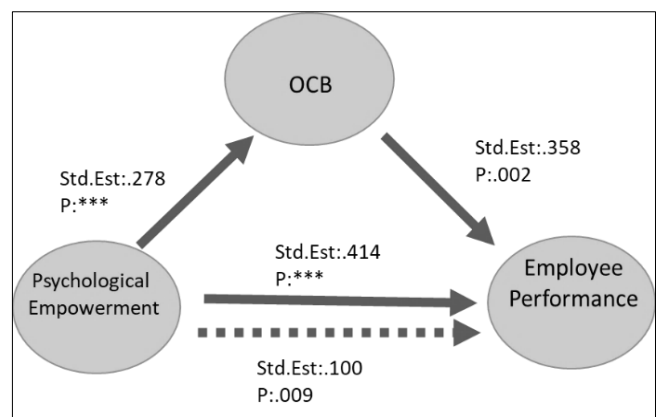 OCB
Std.Est:.278
P:***
Std.Est:.358
P:.002
Psychological
Empowerment
Std.Est:.414
P:***
Employee
Performance
Std.Est:.100
P:.009